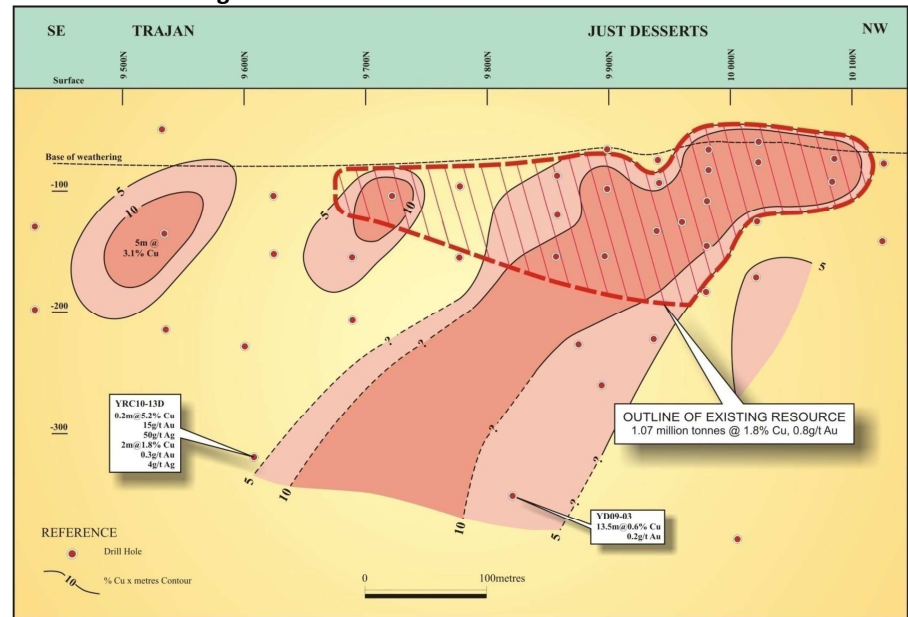 SE TRAJAN JUST DESSERTS NW
9 500N 9 600N 9 700N 9 800N 9 900N 10 000N 10 100N
Surface
Base of weathering
-100
5
10
5m @
3.1% Cu
5
10
5
-200
?
?
-300
?
?
?
OUTLINE OF EXISTING RESOURCE
1.07 million tonnes @ 1.8% Cu, 0.8g/t Au
YRC10-13D
0.2m@5.2% Cu
15g/t Au
50g/t Ag
2m@1.8% Cu
0.3g/t Au
4g/t Ag
5
10
10
5
YD09-03
13.5m@0.6% Cu
0.2g/t Au
REFERENCE
Drill Hole
10 % Cu x metres Contour
0 100metres